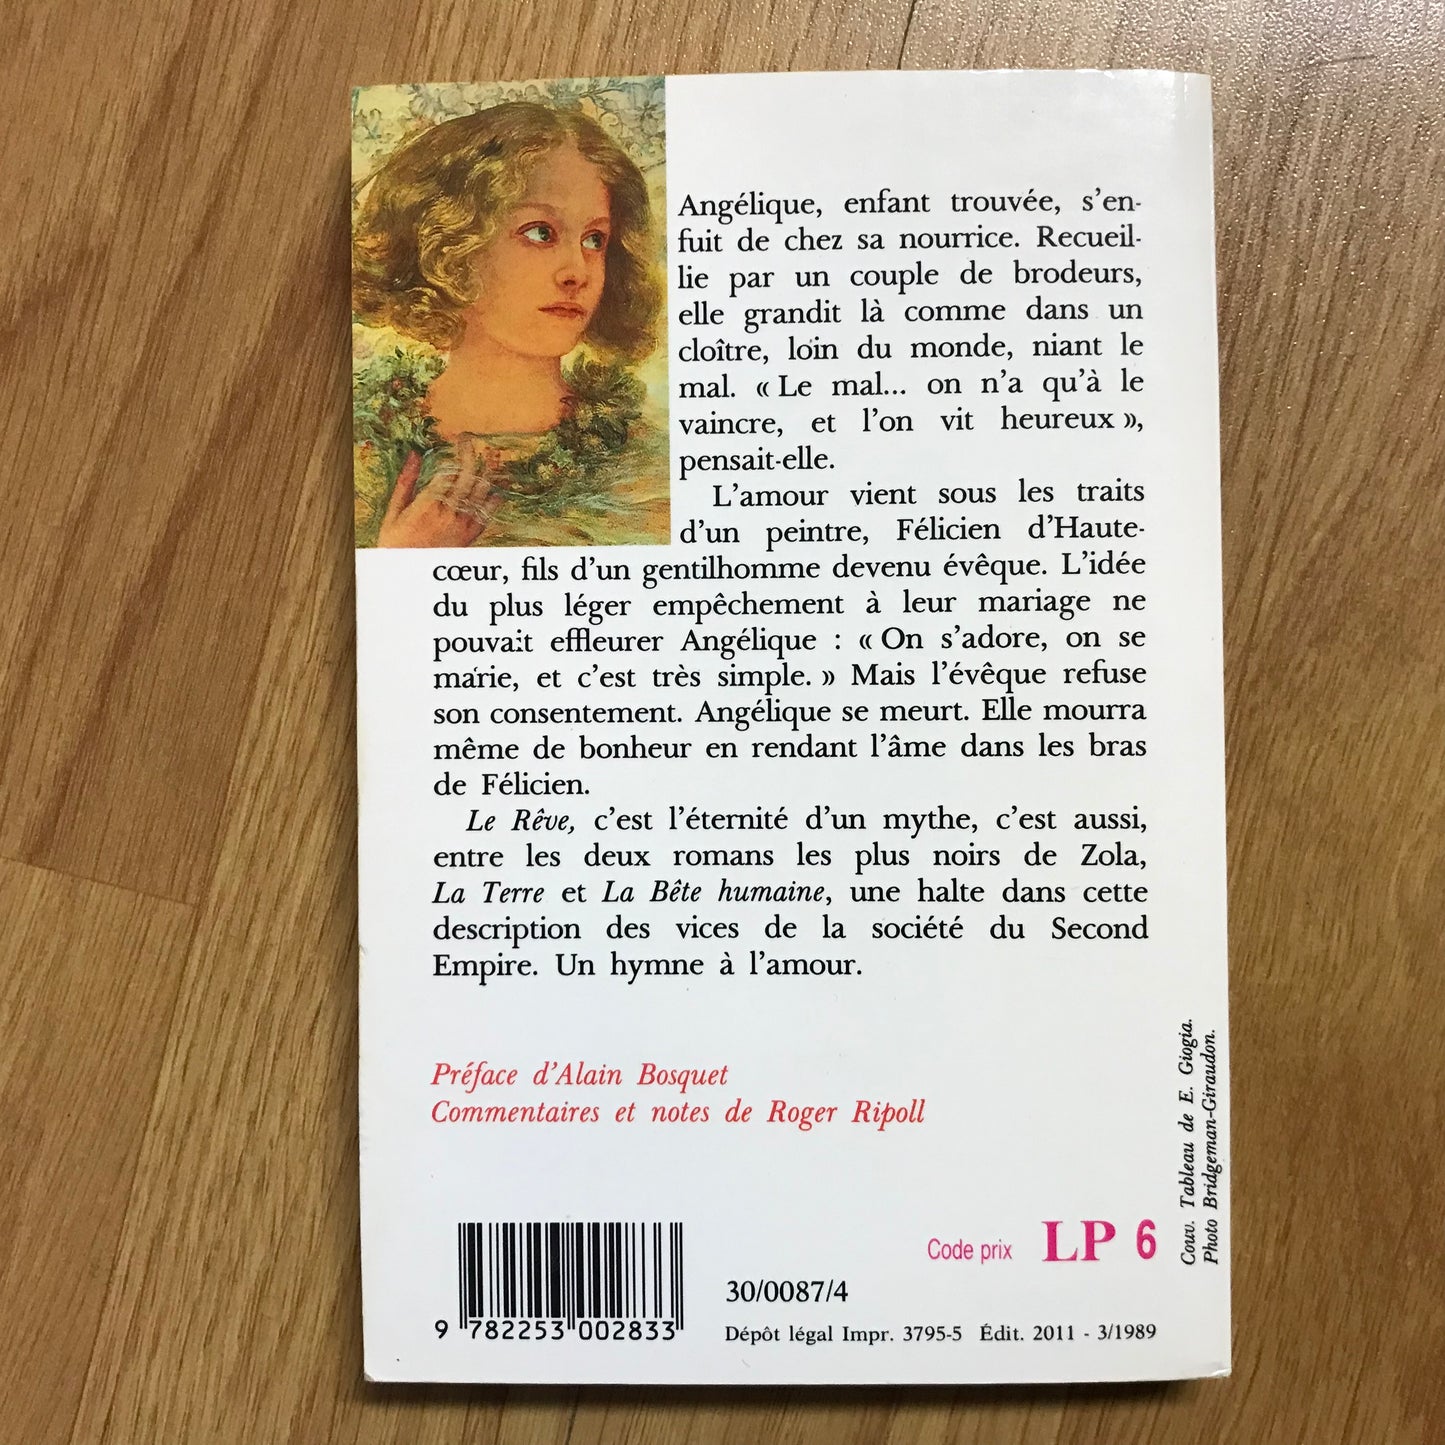 Angélique, enfant trouvée, s'en-
fuit de chez sa nourrice. Recueil-
lie par un couple de brodeurs,
elle grandit là comme dans un
cloître, loin du monde, niant le
mal. « Le mal... on n'a qu'à le
vaincre, et l'on vit heureux »,
pensait-elle.
L'amour vient sous les traits
d'un peintre, Félicien d'Haute-
cœur, fils d'un gentilhomme devenu évêque. L'idée
du plus léger empêchement à leur mariage ne
pouvait effleurer Angélique : « On s'adore, on se
marie, et c'est très simple. » Mais l'évêque refuse
son consentement. Angélique se meurt. Elle mourra
même de bonheur en rendant l'âme dans les bras
de Félicien.
Le Rêve, c'est l'éternité d'un mythe, c'est aussi,
entre les deux romans les plus noirs de Zola,
La Terre et La Bête humaine, une halte dans cette
description des vices de la société du Second
Empire. Un hymne à l'amour.
Préface d'Alain Bosquet
Commentaires et notes de Roger Ripoll
Couv. Tableau de E. Giogia.
Photo Bridgeman-Giraudon.
Code prix LP 6
30/0087/4
9 782253 002833
Dépôt légal Impr. 3795-5 Édit. 2011 - 3/1989